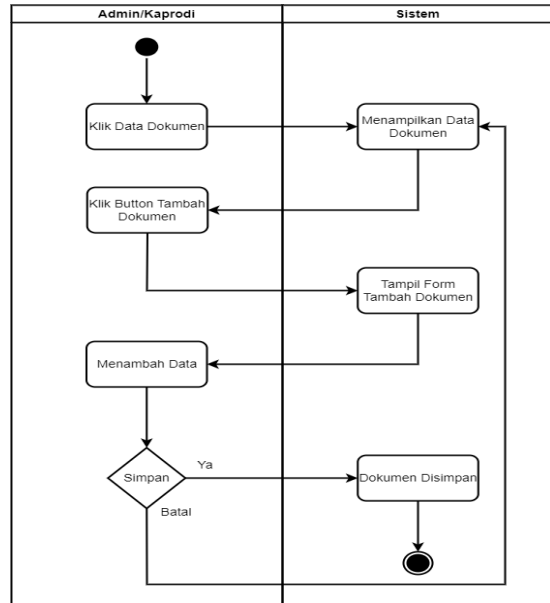 Admin/Kaprodi
Sistem
Klik Data Dokumen
Menampilkan Data
Dokumen
Klik Button Tambah
Dokumen
Tampil Form
Tambah Dokumen
Menambah Data
Simpan
Ya
Batal
Dokumen Disimpan